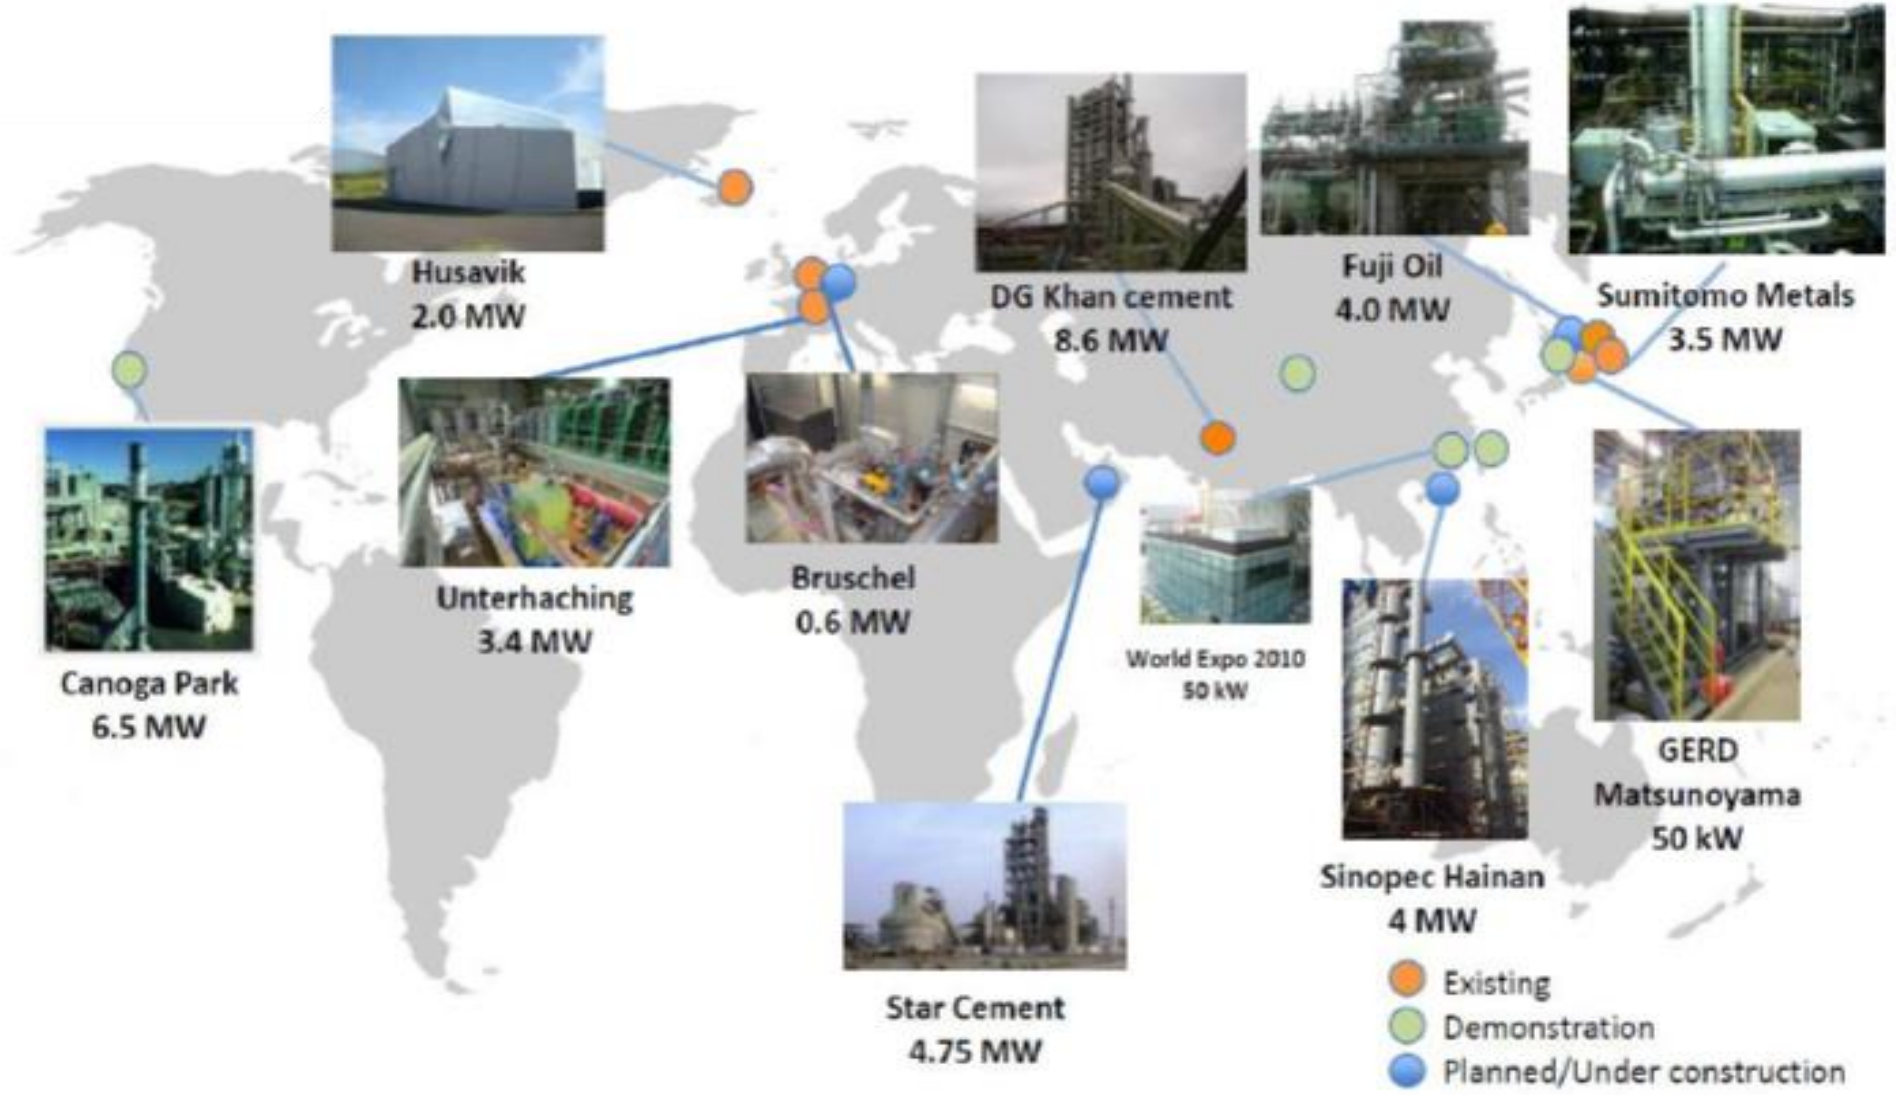 Husavik
2.0 MW
DG Khan cement
8.6 MW
Fuji Oil
4.0 MW
Sumitomo Metals
3.5 MW
Canoga Park
6.5 MW
Unterhaching
3.4 MW
Bruschel
0.6 MW
World Expo 2010
50 kW
GERD
Matsunoyama
50 kW
Sinopec Hainan
4 MW
Star Cement
4.75 MW
Existing
Demonstration
Planned/Under construction